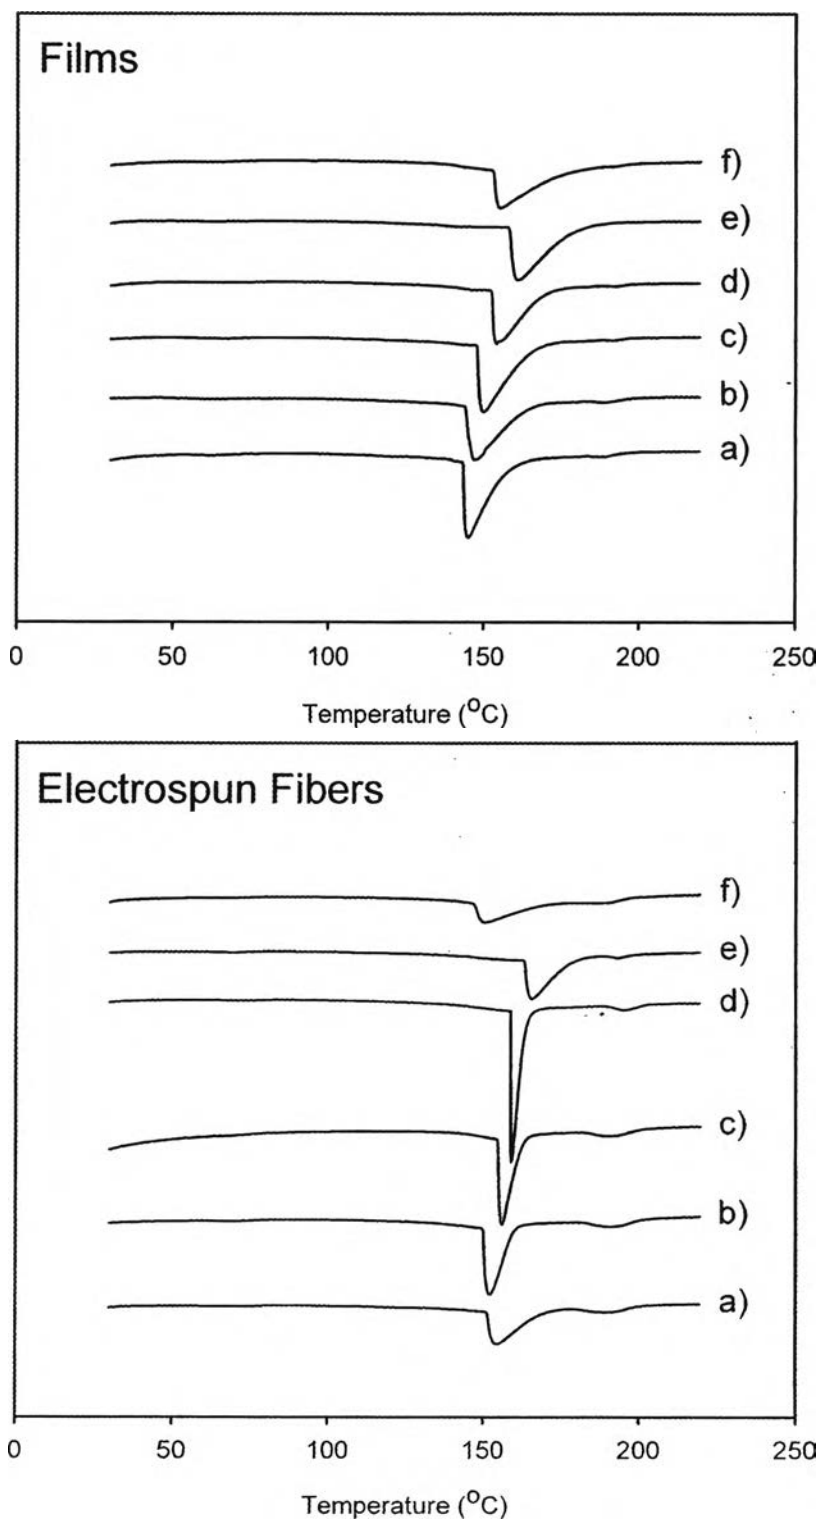 Films
f)
e)
d)
c)
b)
a)
0 50 100 150 200 250
Temperature (°C)
Electrospun Fibers
f)
e)
d)
c)
b)
a)
0 50 100 150 200 250
Temperature (°C)